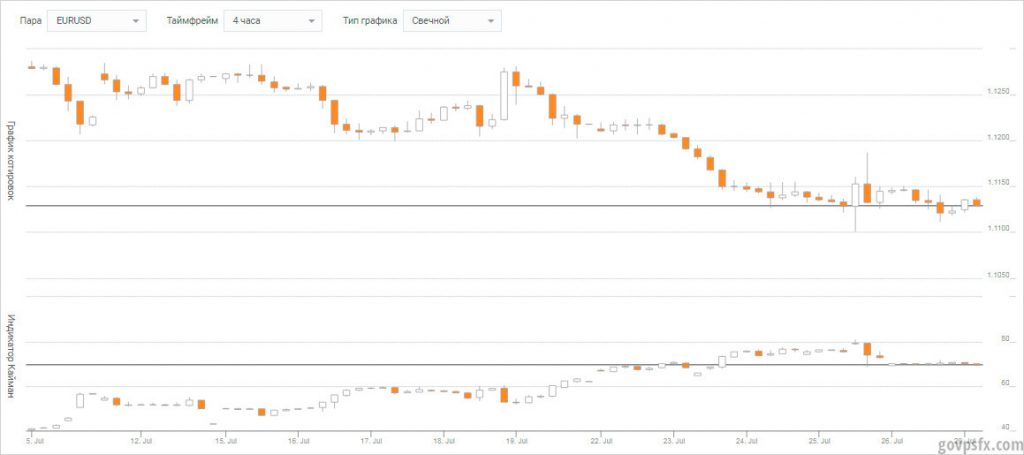 Пара EURUSD Таймфрейм 4 часа Тип графика Свечной
График котировок
1.1250
1.1200
1.1150
1.1100
1.1050
Индикатор Кайман
80
60
40
5. Jul 12. Jul 15. Jul 16. Jul 17. Jul 18. Jul 19. Jul 22. Jul 23. Jul 24. Jul 25. Jul 26. Jul
govpsfx.com